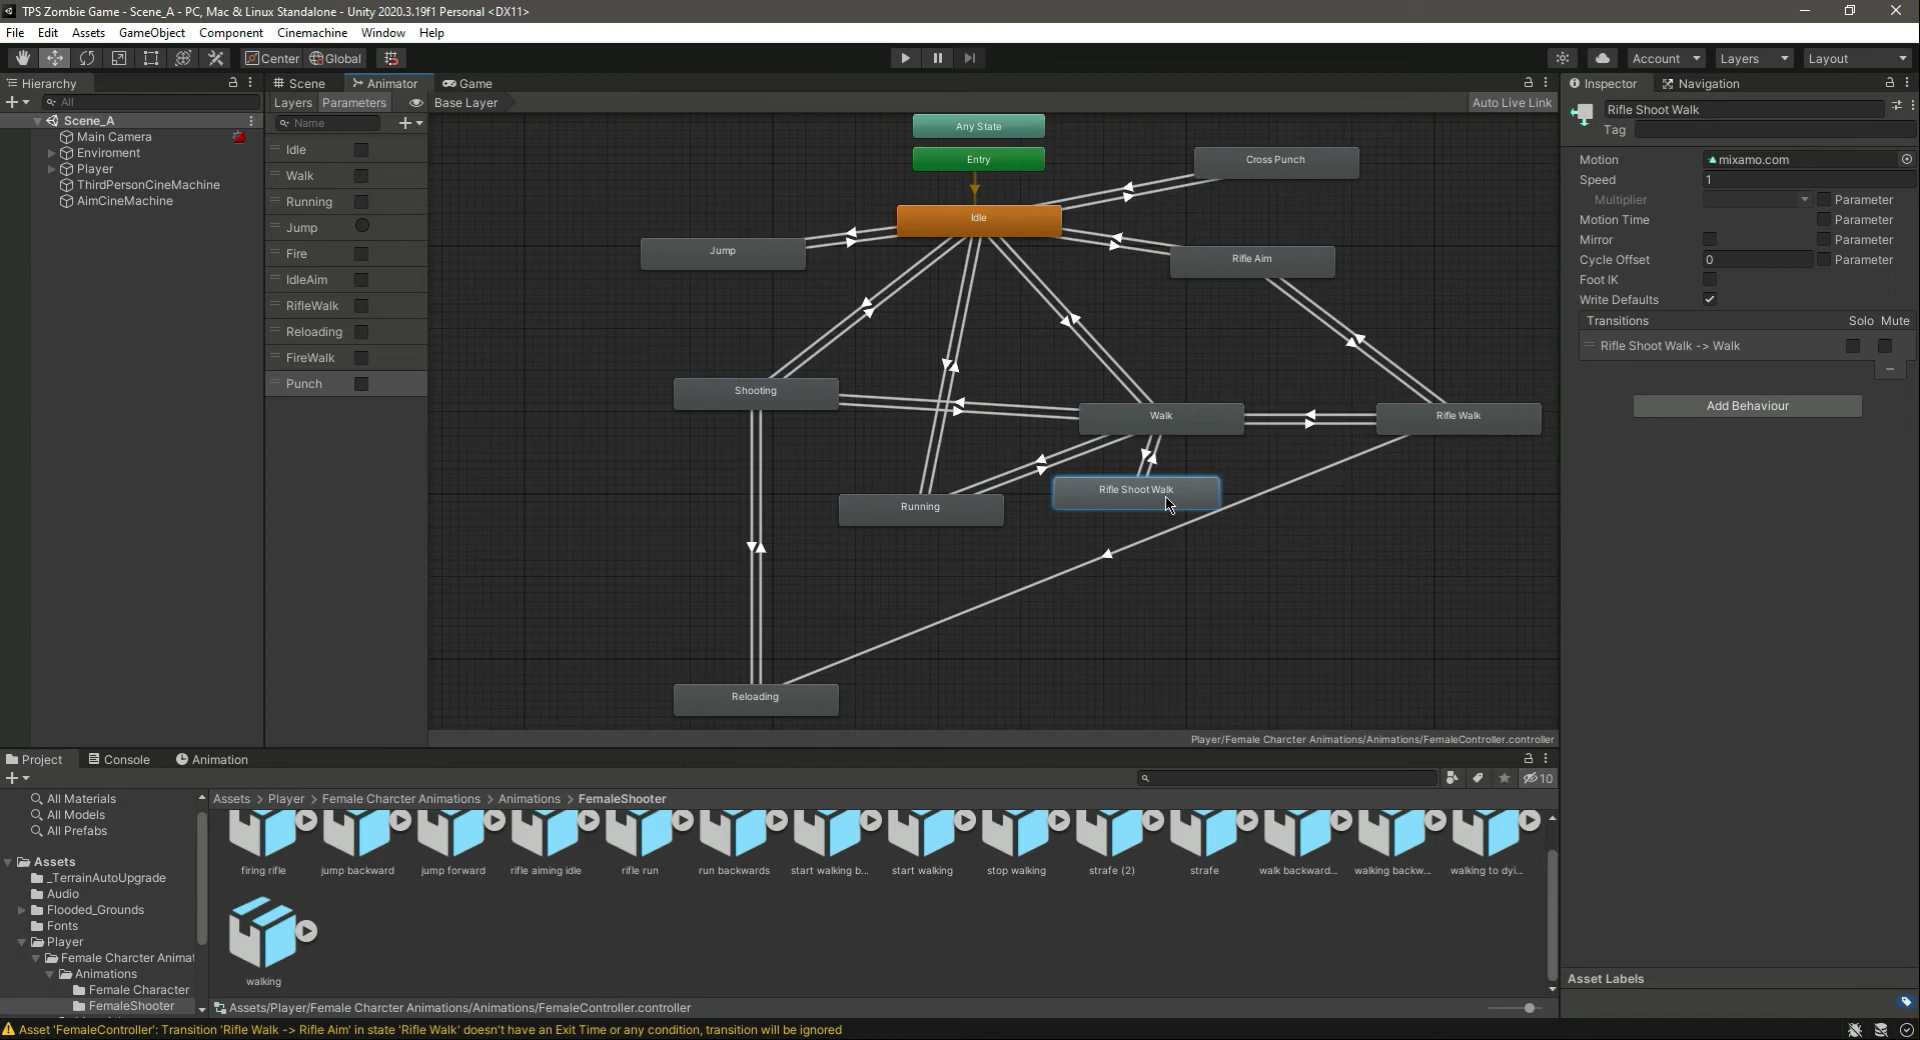 TPS Zombie Game - Scene_A - PC, Mac & Linux Standalone - Unity 2020.3.19f1 Personal <DX11>
File Edit Assets GameObject Component Cinemachine Window Help
Center Global Account Layers Layout
Hierarchy
All
Scene_A
Main Camera
Enviroment
Player
ThirdPersonCineMachine
AimCineMachine
Scene Animator Game
Layers Parameters Base Layer Auto Live Link
Name
Idle
Walk
Running
Jump
Fire
IdleAim
RifleWalk
Reloading
FireWalk
Punch
Any State
Entry
Cross Punch
Idle
Jump
Rifle Aim
Shooting
Walk
Rifle Walk
Rifle Shoot Walk
Running
Reloading
Player/Female Charcter Animations/Animations/FemaleController.controller
Inspector Navigation
Rifle Shoot Walk
Tag
Motion mixamo.com
Speed 1
Multiplier Parameter
Motion Time Parameter
Mirror Parameter
Cycle Offset 0 Parameter
Foot IK
Write Defaults
Transitions Solo Mute
Rifle Shoot Walk -> Walk
Add Behaviour
Asset Labels
Project Console Animation
10
All Materials
All Models
All Prefabs
Assets
_TerrainAutoUpgrade
Audio
Flooded_Grounds
Fonts
Player
Female Charcter Animat
Animations
Female Character
FemaleShooter
Assets > Player > Female Charcter Animations > Animations > FemaleShooter
firing rifle jump backward jump forward rifle aiming idle rifle run run backwards start walking b... start walking stop walking strafe (2) strafe walk backward... walking backw... walking to dyi...
walking
Assets/Player/Female Charcter Animations/Animations/FemaleController.controller
Asset 'FemaleController': Transition 'Rifle Walk -> Rifle Aim' in state 'Rifle Walk' doesn't have an Exit Time or any condition, transition will be ignored